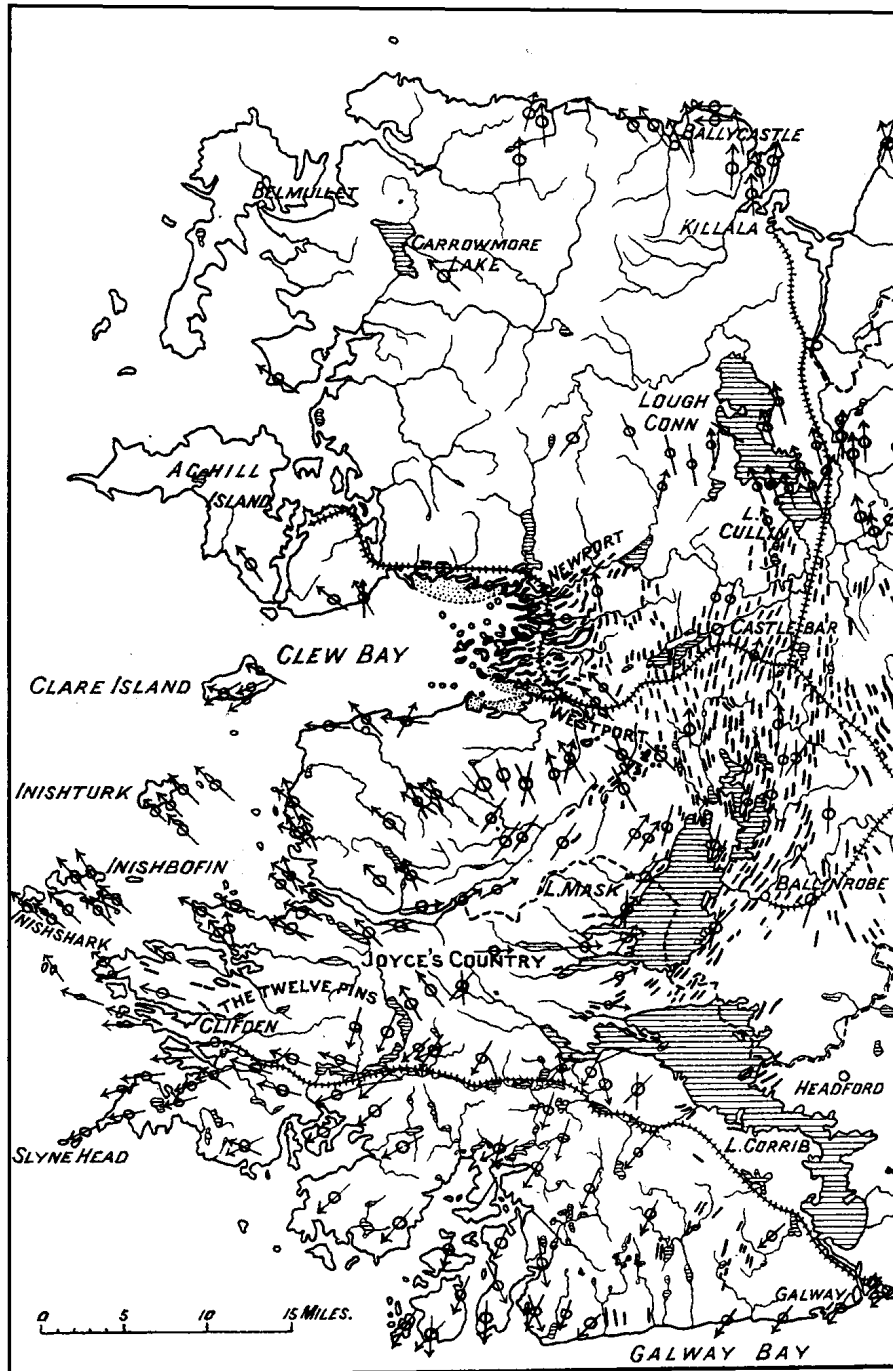 BALLYCASTLE
BELMULLET
KILLALA
CARROWMORE
LAKE
LOUGH
CONN
ACHILL
ISLAND
L.
CULLIN
NEWPORT
CASTLEBAR
CLEW BAY
CLARE ISLAND
WESTPORT
INISHTURK
INISHBOFIN
L. MASK
BALLINROBE
INISHSHARK
JOYCE'S COUNTRY
THE TWELVE PINS
CLIFDEN
HEADFORD
L. CORRIB
SLYNE HEAD
GALWAY
0 5 10 15 MILES.
GALWAY BAY